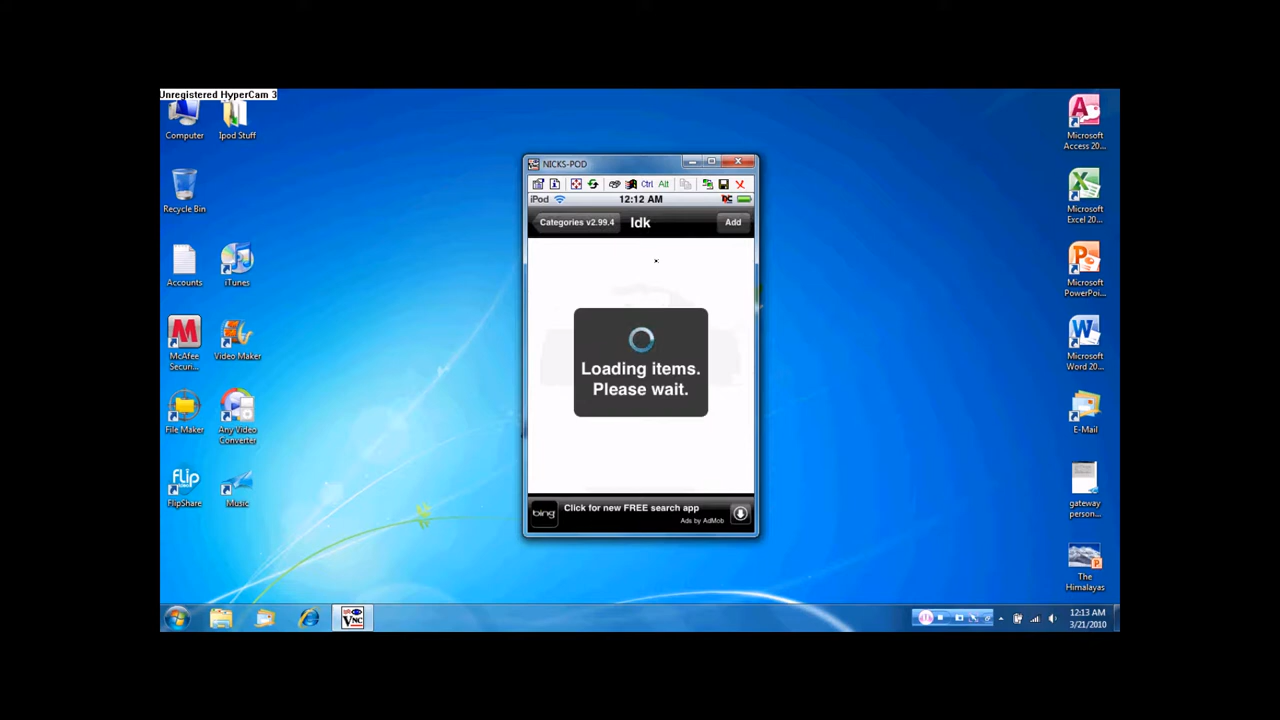 Unregistered HyperCam 3
Computer
Ipod Stuff
Recycle Bin
Accounts
iTunes
McAfee
Securi...
Video Maker
File Maker
Any Video
Converter
flip
FlipShare
Music
NICKS-POD
Ctrl
Alt
iPod
12:12 AM
Categories v2.99.4
Idk
Add
Loading items.
Please wait.
bing
Click for new FREE search app
Ads by AdMob
Microsoft
Access 20...
Microsoft
Excel 20...
Microsoft
PowerPoi...
Microsoft
Word 20...
E-Mail
gateway
person...
The
Himalayas
VNC
12:13 AM
3/21/2010